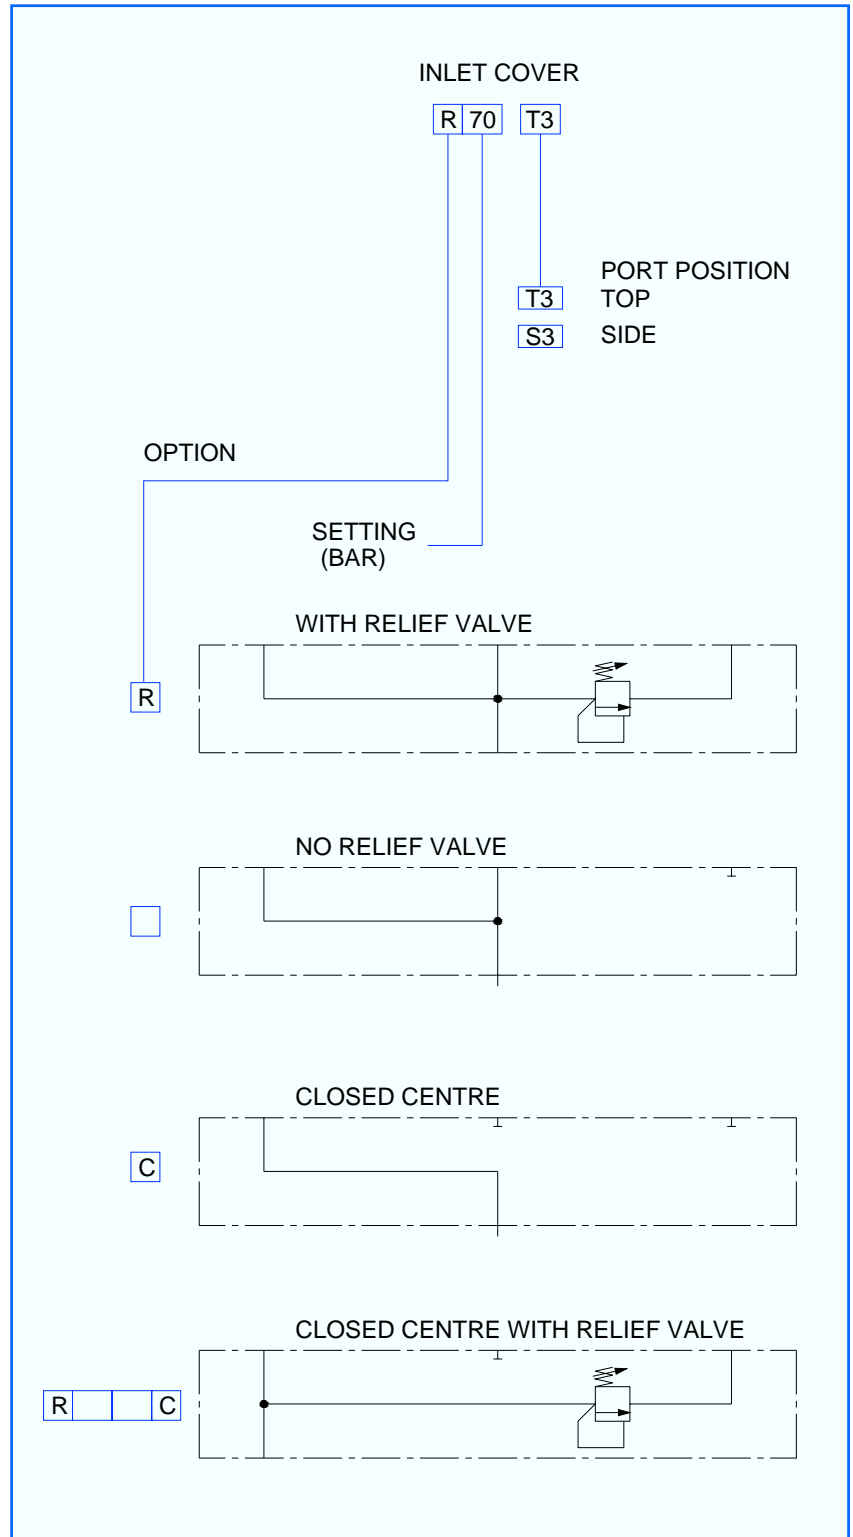 INLET COVER
R 70 T3
PORT POSITION
T3 TOP
S3 SIDE
OPTION
SETTING
(BAR)
WITH RELIEF VALVE
R
NO RELIEF VALVE
CLOSED CENTRE
C
CLOSED CENTRE WITH RELIEF VALVE
R C